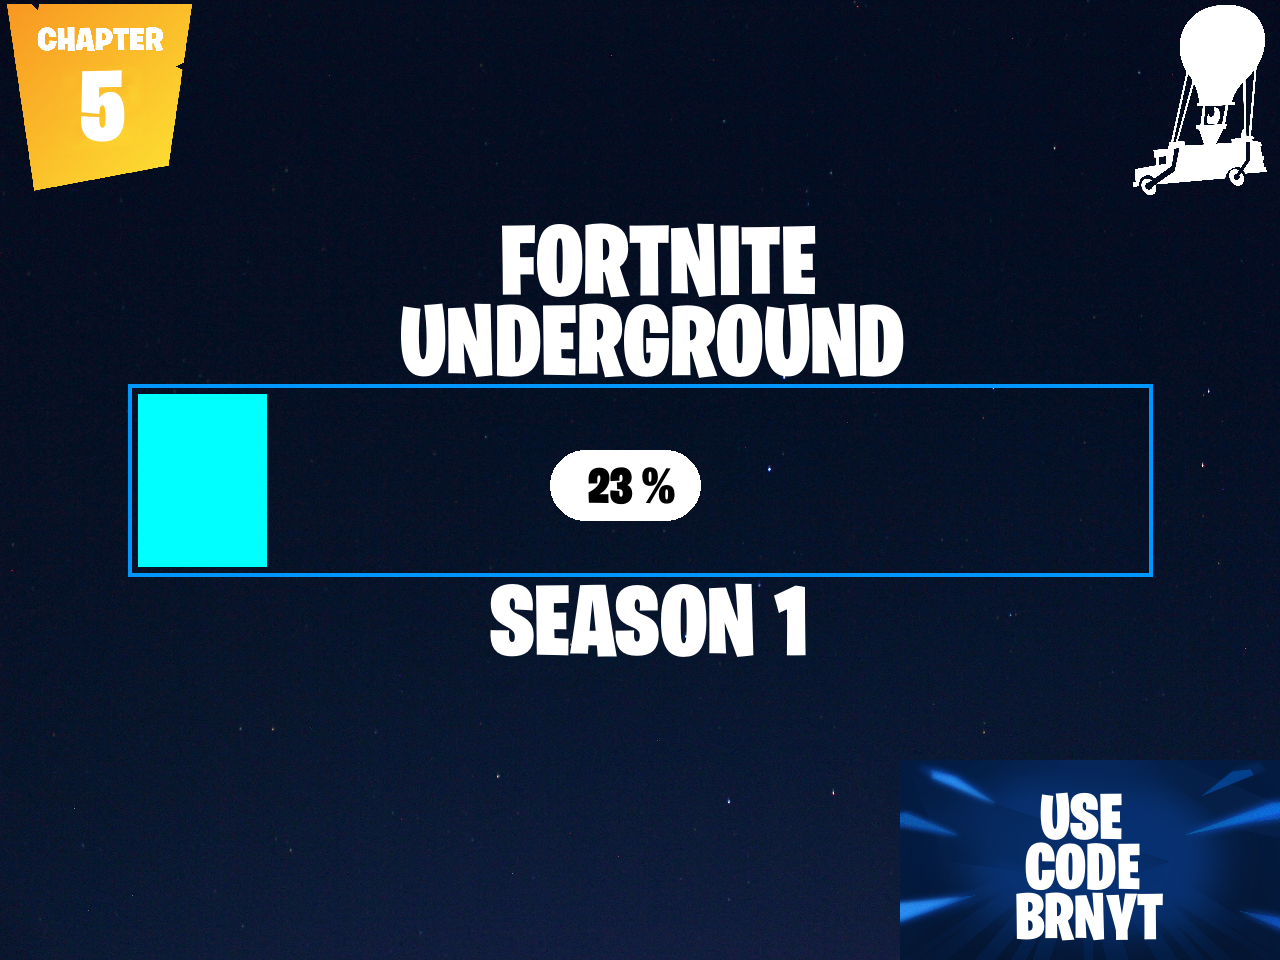 CHAPTER
5
FORTNITE
UNDERGROUND
23 %
SEASON 1
USE
CODE
BRNYT